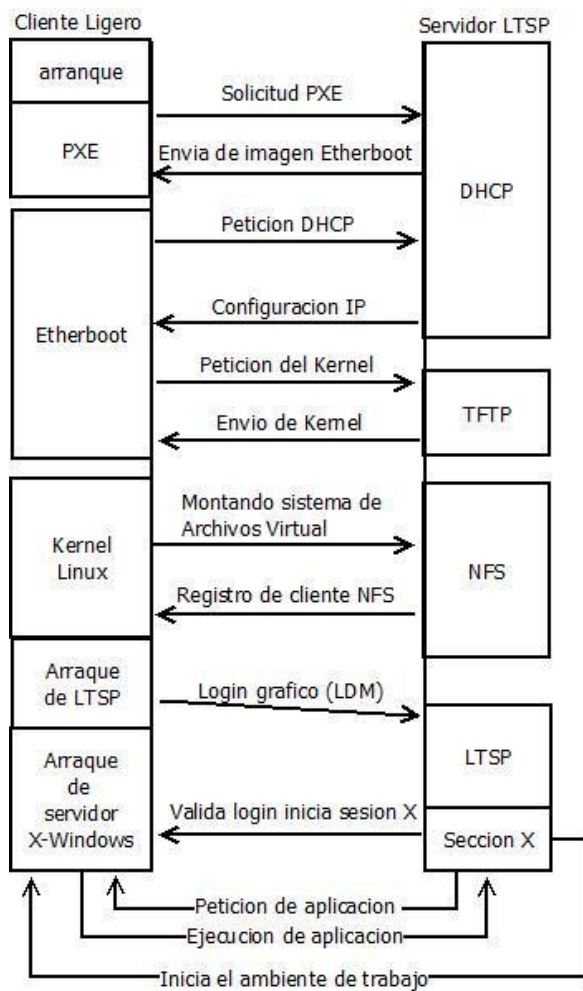 Cliente Ligero
Servidor LTSP
arranque
Solicitud PXE
PXE
Envia de imagen Etherboot
DHCP
Peticion DHCP
Configuracion IP
Etherboot
Peticion del Kernel
TFTP
Envio de Kernel
Montando sistema de
Archivos Virtual
Kernel
Linux
NFS
Registro de cliente NFS
Arraque
de LTSP
Login grafico (LDM)
LTSP
Arraque
de
servidor
X-Windows
Valida login inicia sesion X
Seccion X
Peticion de aplicacion
Ejecucion de aplicacion
Inicia el ambiente de trabajo